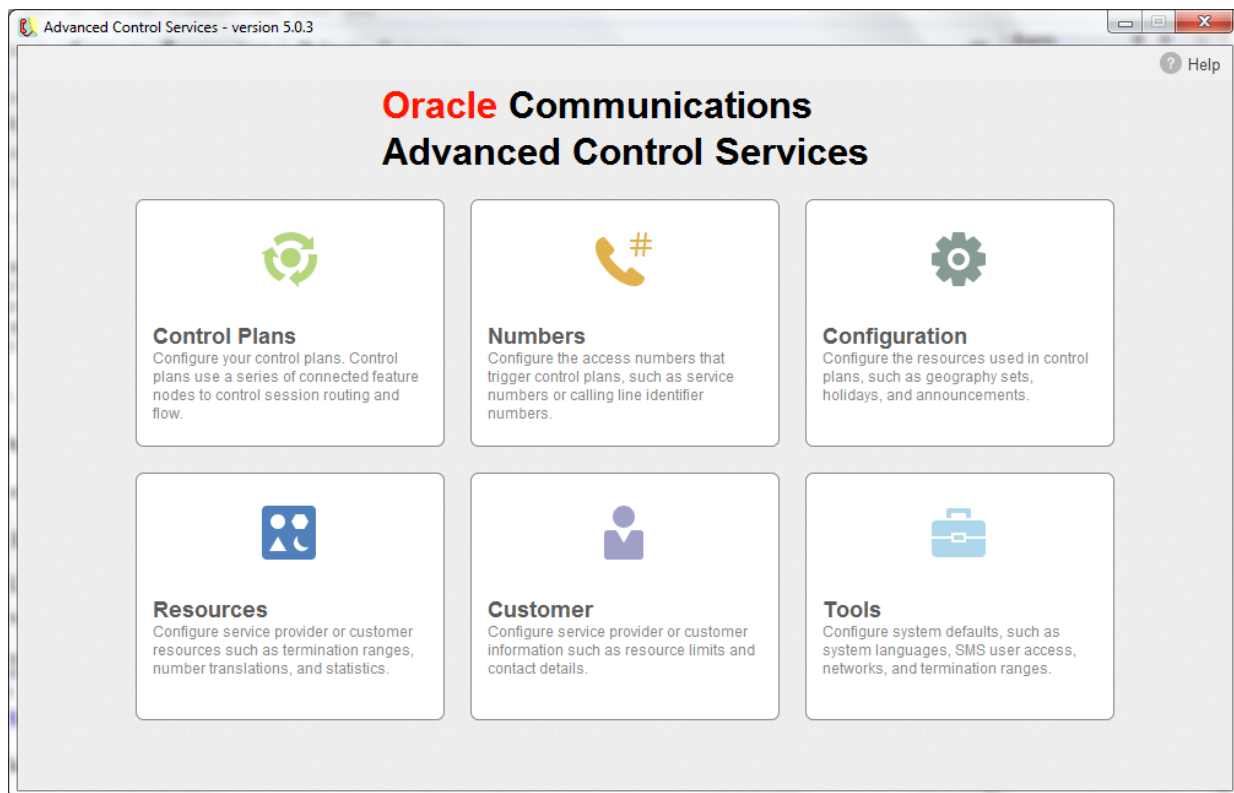 Advanced Control Services - version 5.0.3
Help
Oracle Communications
Advanced Control Services
Control Plans
Configure your control plans. Control
plans use a series of connected feature
nodes to control session routing and
flow.
Numbers
Configure the access numbers that
trigger control plans, such as service
numbers or calling line identifier
numbers.
Configuration
Configure the resources used in control
plans, such as geography sets,
holidays, and announcements.
Resources
Configure service provider or customer
resources such as termination ranges,
number translations, and statistics.
Customer
Configure service provider or customer
information such as resource limits and
contact details.
Tools
Configure system defaults, such as
system languages, SMS user access,
networks, and termination ranges.